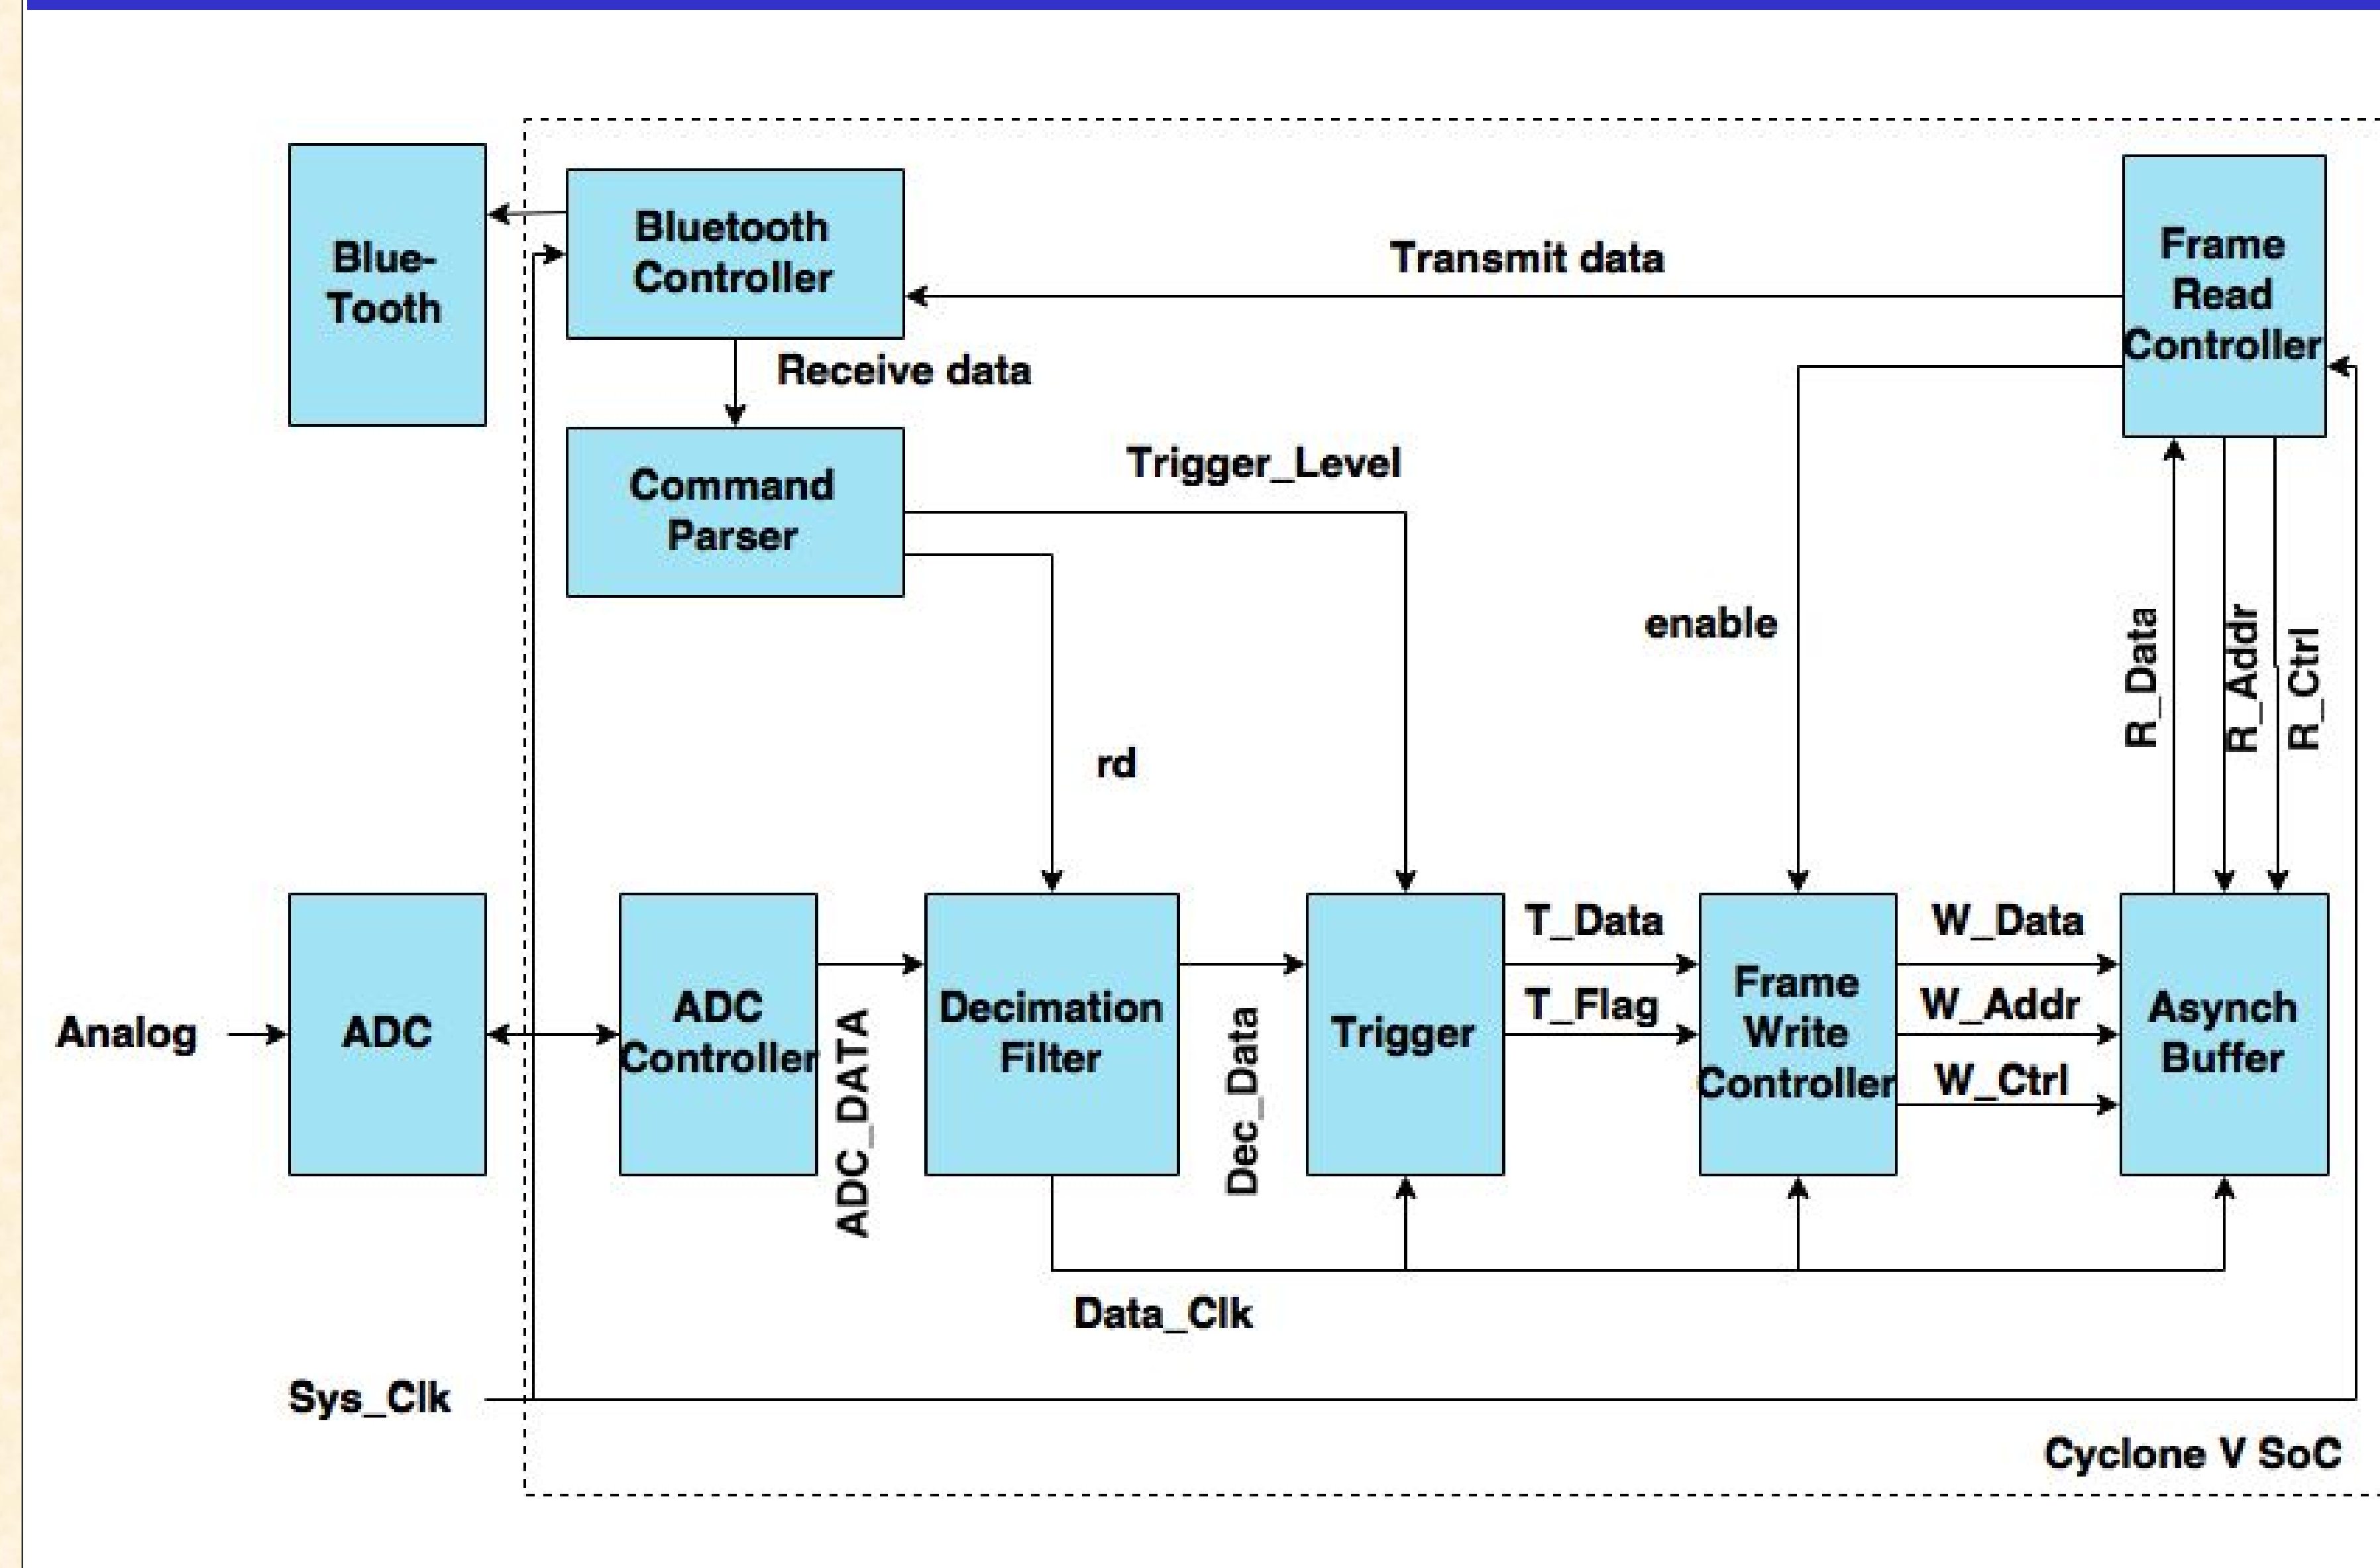 Blue-
Tooth
Bluetooth
Controller
Transmit data
Frame
Read
Controller
Receive data
Command
Parser
Trigger_Level
enable
rd
R_Data
R_Addr
R_Ctrl
Analog
ADC
ADC
Controller
ADC_DATA
Decimation
Filter
Dec_Data
Trigger
T_Data
T_Flag
Frame
Write
Controller
W_Data
W_Addr
W_Ctrl
Asynch
Buffer
Data_Clk
Sys_Clk
Cyclone V SoC